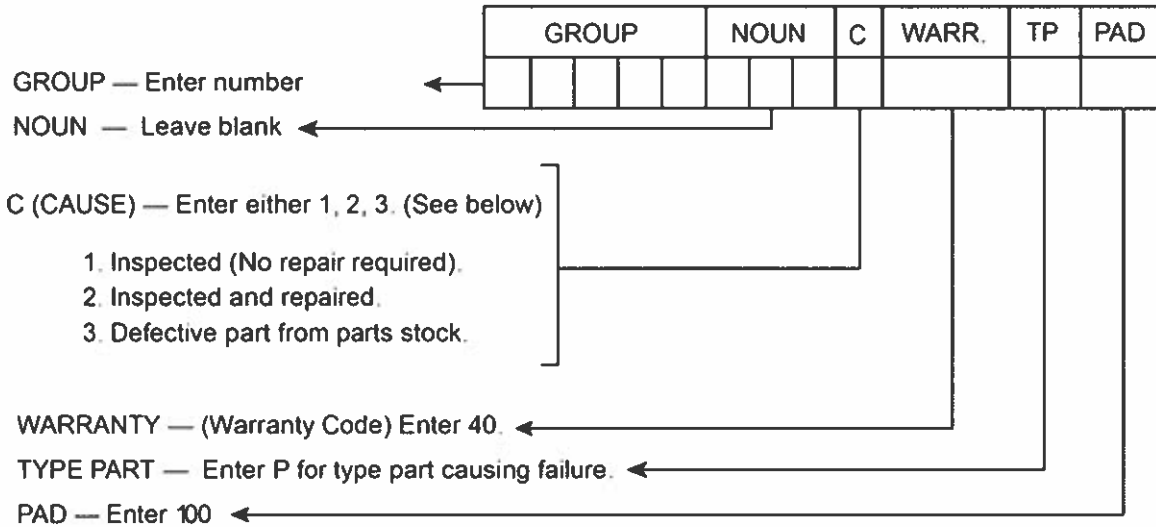 GROUP NOUN C WARR. TP PAD
GROUP — Enter number
NOUN — Leave blank
C (CAUSE) — Enter either 1, 2, 3. (See below)
1. Inspected (No repair required).
2. Inspected and repaired.
3. Defective part from parts stock.
WARRANTY — (Warranty Code) Enter 40.
TYPE PART — Enter P for type part causing failure.
PAD — Enter 100